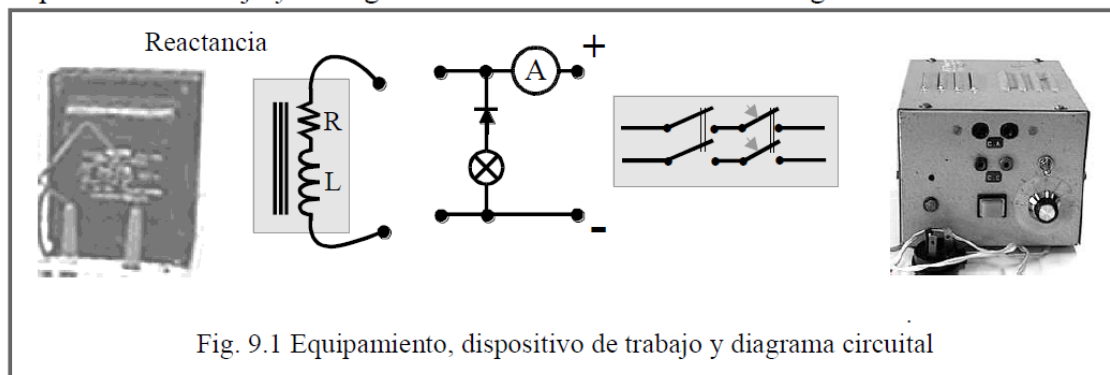 Reactancia
R
L
A
+
-
C.A
C.C
Fig. 9.1 Equipamiento, dispositivo de trabajo y diagrama circuital